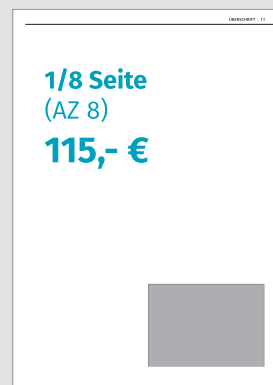 ÜBERSCHRIFT | 11
1/8 Seite
(AZ 8)
115,- €